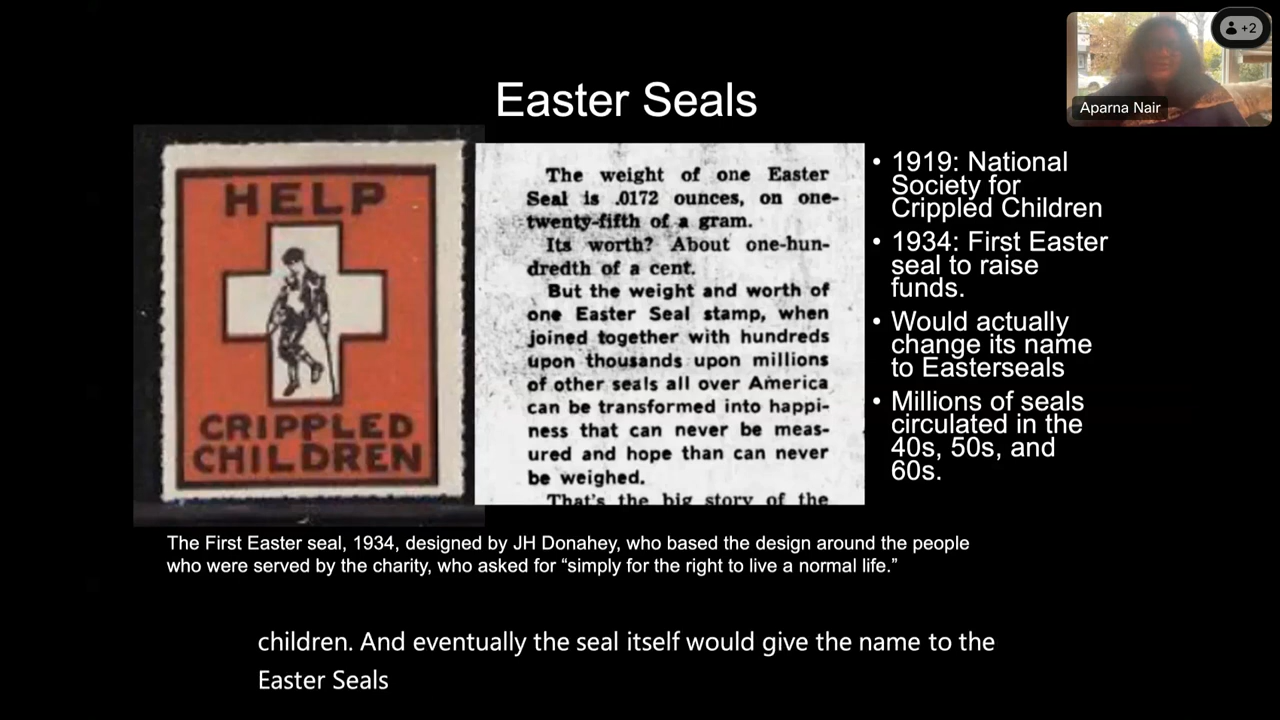 +2
Aparna Nair
Easter Seals
HELP
CRIPPLED
CHILDREN
The weight of one Easter
Seal is .0172 ounces, on one-
twenty-fifth of a gram.
Its worth? About one-hun-
dredth of a cent.
But the weight and worth of
one Easter Seal stamp, when
joined together with hundreds
upon thousands upon millions
of other seals all over America
can be transformed into happi-
ness that can never be meas-
ured and hope than can never
be weighed.
That's the big story of the
• 1919: National
Society for
Crippled Children
• 1934: First Easter
seal to raise
funds.
• Would actually
change its name
to Easterseals
• Millions of seals
circulated in the
40s, 50s, and
60s.
The First Easter seal, 1934, designed by JH Donahey, who based the design around the people
who were served by the charity, who asked for “simply for the right to live a normal life.”
children. And eventually the seal itself would give the name to the
Easter Seals